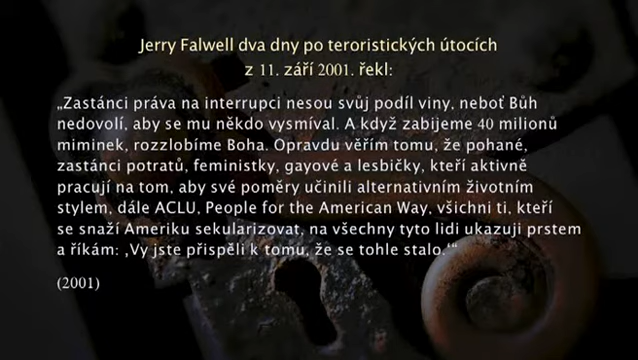 Jerry Falwell dva dny po teroristických útocích
z 11. září 2001. řekl:
„Zastánci práva na interrupci nesou svůj podíl viny, neboť Bůh
nedovolí, aby se mu někdo vysmíval. A když zabijeme 40 milionů
miminek, rozzlobíme Boha. Opravdu věřím tomu, že pohané,
zastánci potratů, feministky, gayové a lesbičky, kteří aktivně
pracují na tom, aby své poměry učinili alternativním životním
stylem, dále ACLU, People for the American Way, všichni ti, kteří
se snaží Ameriku sekularizovat, na všechny tyto lidi ukazuji prstem
a říkám: ‚Vy jste přispěli k tomu, že se tohle stalo.‘“
(2001)